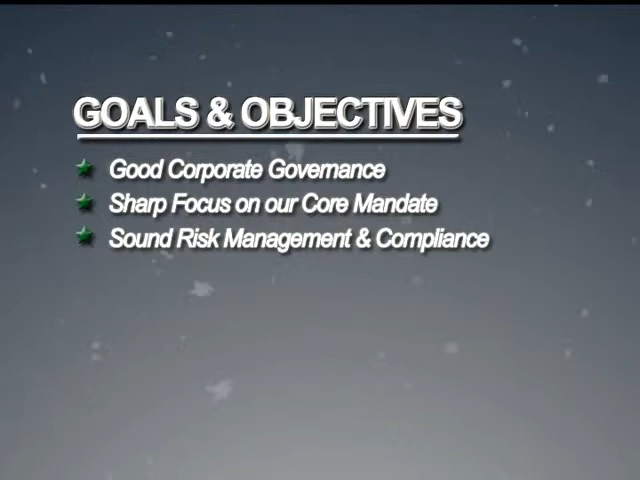 GOALS & OBJECTIVES
Good Corporate Governance
Sharp Focus on our Core Mandate
Sound Risk Management & Compliance